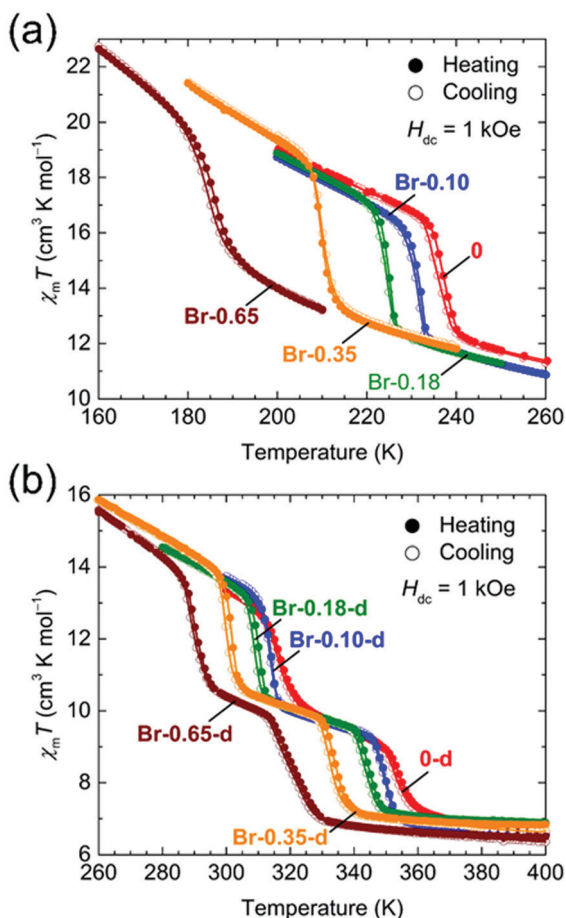 (a)
22
20
18
16
14
12
10
χmT (cm³ K mol⁻¹)
● Heating
○ Cooling
Hdc = 1 kOe
Br-0.10
0
Br-0.65
Br-0.35
Br-0.18
160 180 200 220 240 260
Temperature (K)
(b)
16
14
12
10
8
6
χmT (cm³ K mol⁻¹)
● Heating
○ Cooling
Hdc = 1 kOe
Br-0.18-d
Br-0.10-d
Br-0.65-d
0-d
Br-0.35-d
260 280 300 320 340 360 380 400
Temperature (K)